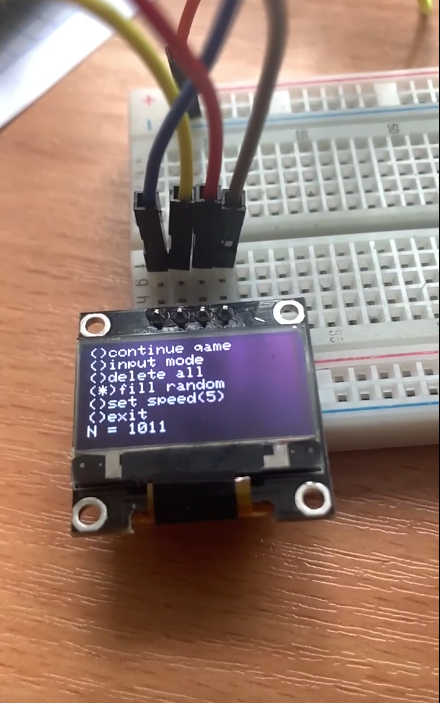 ()continue game
()input mode
()delete all
(*)fill random
()set speed(5)
()exit
N = 1011